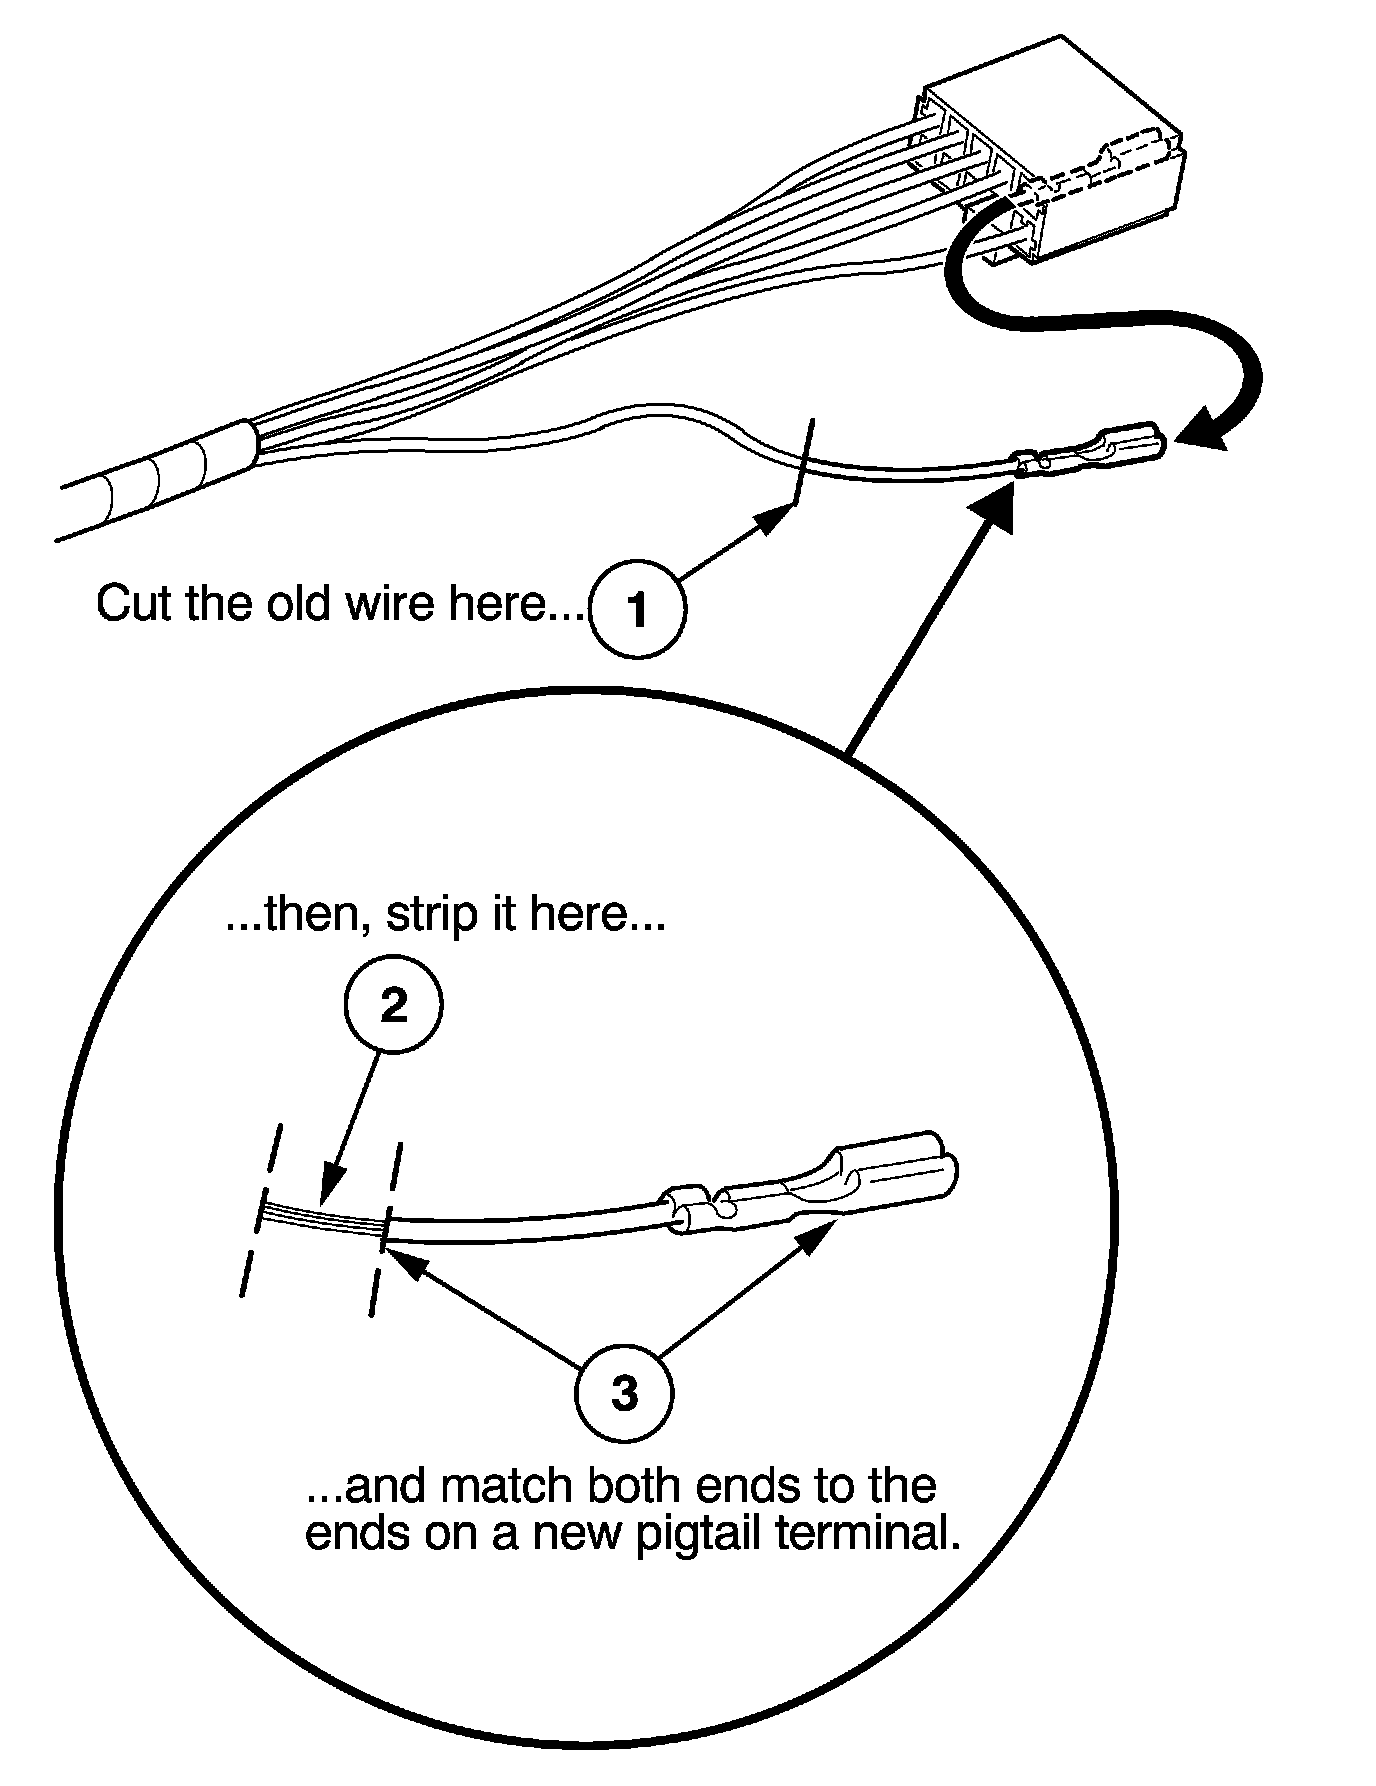 Cut the old wire here...
1
...then, strip it here...
2
3
...and match both ends to the
ends on a new pigtail terminal.